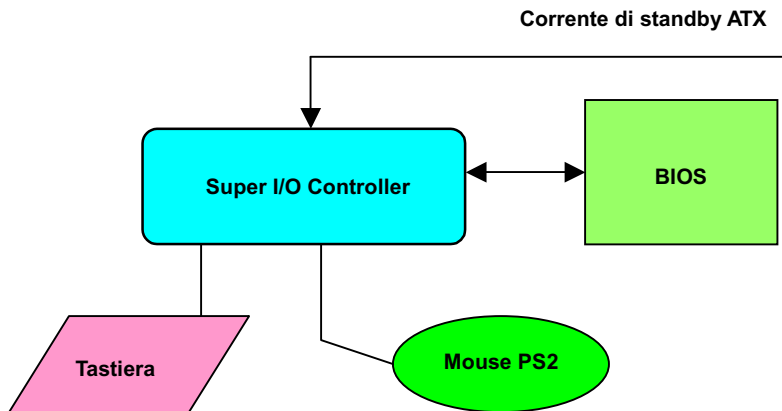 Corrente di standby ATX
Super I/O Controller
BIOS
Tastiera
Mouse PS2